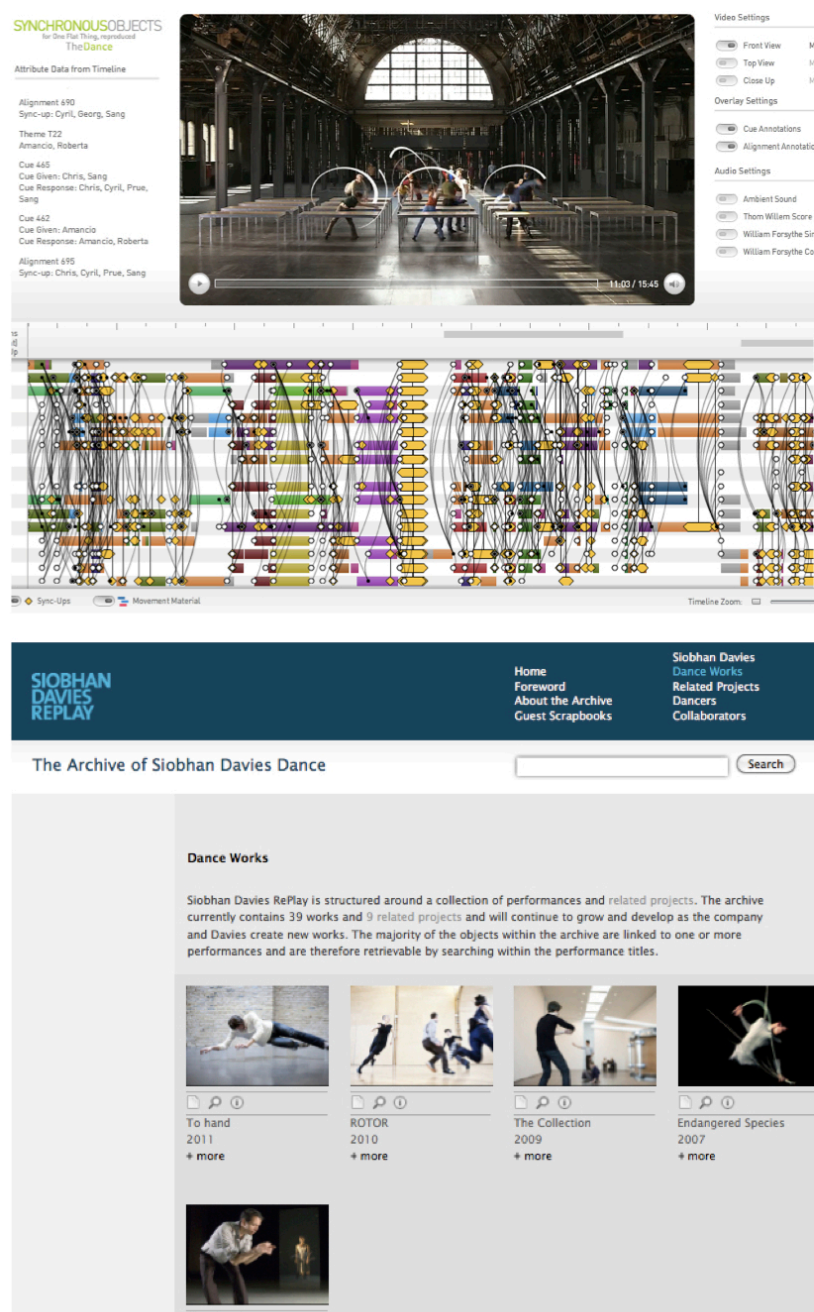 SYNCHRONOUSOBJECTS
for One Flat Thing, reproduced
TheDance
Attribute Data from Timeline
Alignment 690
Sync-up: Cyril, Georg, Sang
Theme T22
Amancio, Roberta
Cue 465
Cue Given: Chris, Sang
Cue Response: Chris, Cyril, Prue,
Sang
Cue 462
Cue Given: Amancio
Cue Response: Amancio, Roberta
Alignment 695
Sync-up: Chris, Cyril, Prue, Sang
11:03 / 15:45
Video Settings
Front View M
Top View M
Close Up M
Overlay Settings
Cue Annotations
Alignment Annotatio
Audio Settings
Ambient Sound
Thom Willem Score
William Forsythe Sin
William Forsythe Co
Sync-Ups
Movement Material
Timeline Zoom:
SIOBHAN
DAVIES
REPLAY
Home
Foreword
About the Archive
Guest Scrapbooks
Siobhan Davies
Dance Works
Related Projects
Dancers
Collaborators
The Archive of Siobhan Davies Dance
Search
Dance Works
Siobhan Davies RePlay is structured around a collection of performances and related projects. The archive
currently contains 39 works and 9 related projects and will continue to grow and develop as the company
and Davies create new works. The majority of the objects within the archive are linked to one or more
performances and are therefore retrievable by searching within the performance titles.
To hand
2011
+ more
ROTOR
2010
+ more
The Collection
2009
+ more
Endangered Species
2007
+ more